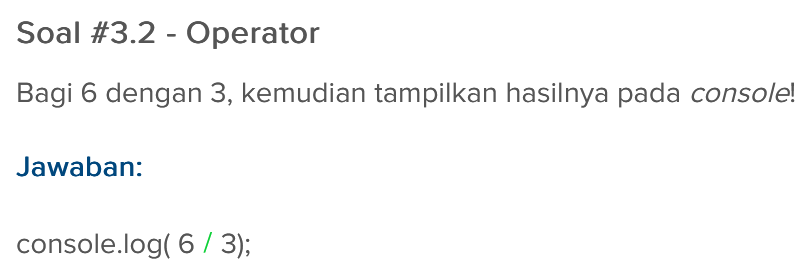 Soal #3.2 - Operator
Bagi 6 dengan 3, kemudian tampilkan hasilnya pada console!
Jawaban:
console.log( 6 / 3);